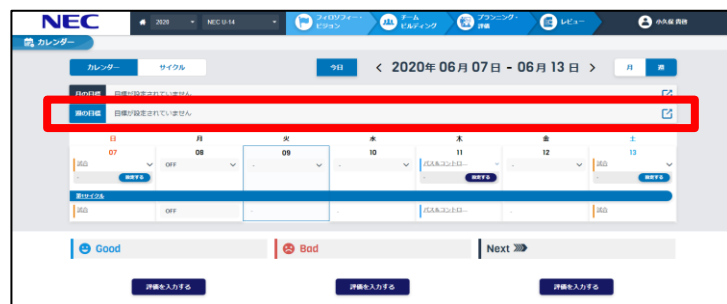 NEC 2020 NEC U-14 フィロソフィー・ビジョン チームビルディング プランニング・評価 レビュー 小久保 貴啓
カレンダー
カレンダー サイクル 今日 < 2020年 06月 07日 - 06月 13日 > 月 週
月の目標 目標が設定されていません
週の目標 目標が設定されていません
日 月 火 水 木 金 土
07 08 09 10 11 12 13
試合 OFF - - パス&コントロ... - 試合
- 設定する - 設定する - 設定する
第1サイクル
試合 OFF - - パス&コントロ... - 試合
Good Bad Next
評価を入力する 評価を入力する 評価を入力する